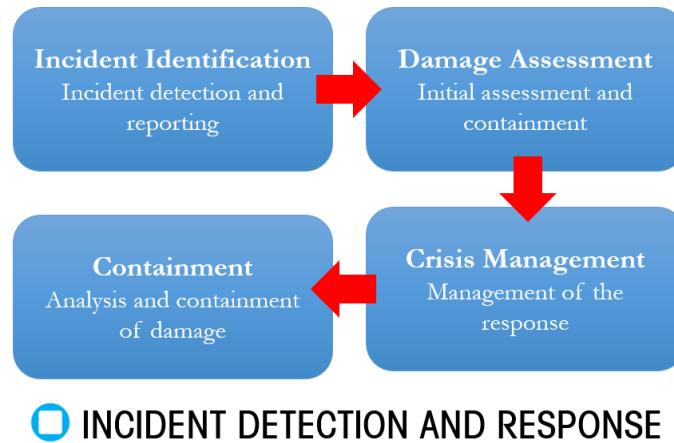 Incident Identification
Incident detection and
reporting
Damage Assessment
Initial assessment and
containment
Crisis Management
Management of the
response
Containment
Analysis and containment
of damage
INCIDENT DETECTION AND RESPONSE